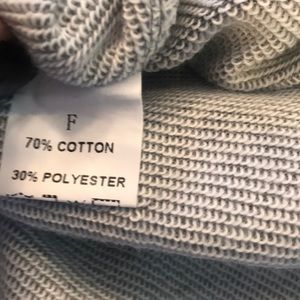 F
70% COTTON
30% POLYESTER